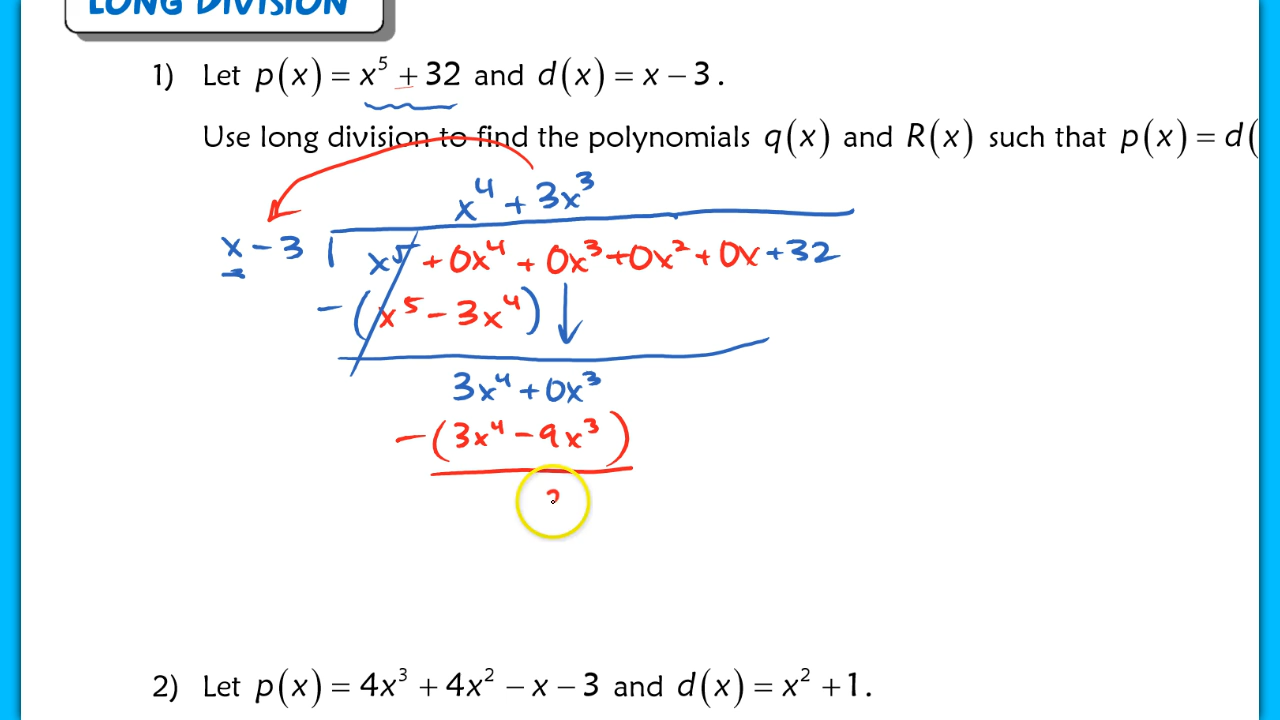 LONG DIVISION
1) Let p(x) = x⁵ + 32 and d(x) = x − 3.
Use long division to find the polynomials q(x) and R(x) such that p(x) = d(
x⁴ + 3x³
x − 3 x⁵ + 0x⁴ + 0x³ + 0x² + 0x + 32
−(x⁵ − 3x⁴)
3x⁴ + 0x³
−(3x⁴ − 9x³)
2) Let p(x) = 4x³ + 4x² − x − 3 and d(x) = x² + 1.